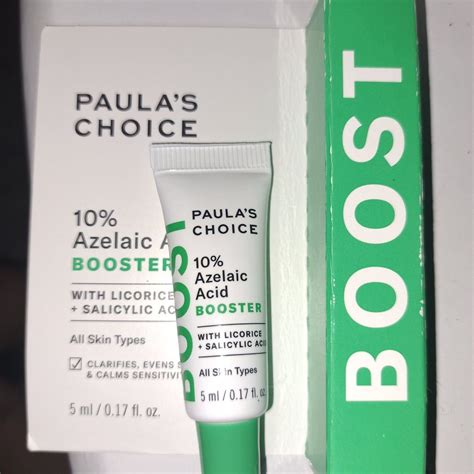 PAULA'S
CHOICE
10%
Azelaic A
BOOSTER
WITH LICORICE
+ SALICYLIC AC
All Skin Types
CLARIFIES, EVENS S
& CALMS SENSITIV
5 ml / 0.17 fl. oz.
BOOST
PAULA'S
CHOICE
10%
Azelaic
Acid
BOOSTER
WITH LICORICE
+ SALICYLIC ACID
All Skin Types
5 ml / 0.17 fl. oz.
BOOST